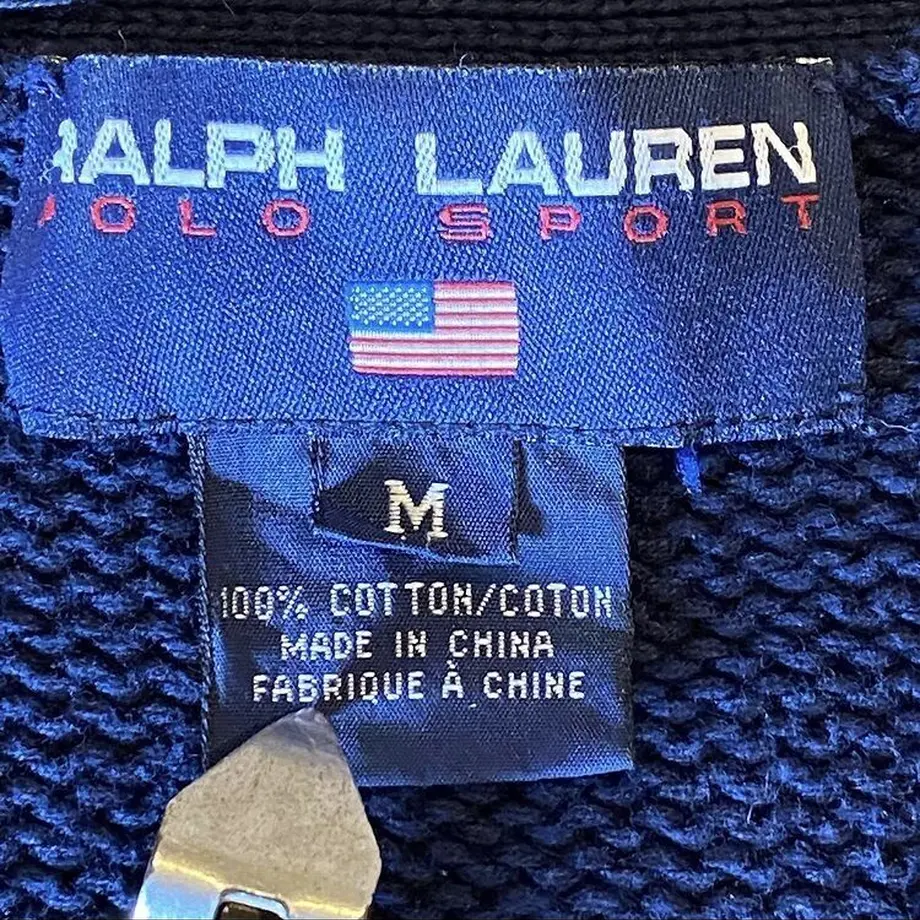 RALPH LAUREN
POLO SPORT
M
100% COTTON/COTON
MADE IN CHINA
FABRIQUE À CHINE